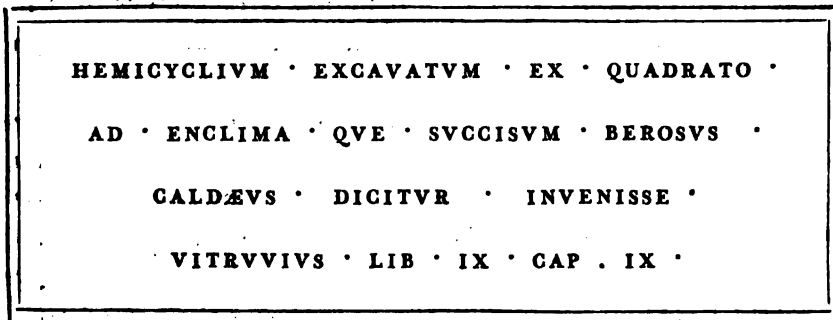 HEMICYCLIVM · EXCAVATVM · EX · QUADRATO ·
AD · ENCLIMA · QVE · SVCCISVM · BEROSVS ·
CALDÆVS · DICITVR · INVENISSE ·
VITRVVIVS · LIB · IX · CAP . IX ·